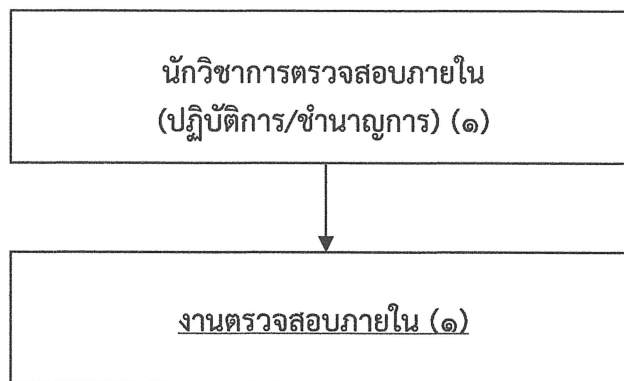 นักวิชาการตรวจสอบภายใน
(ปฏิบัติการ/ชำนาญการ) (๑)
งานตรวจสอบภายใน (๑)